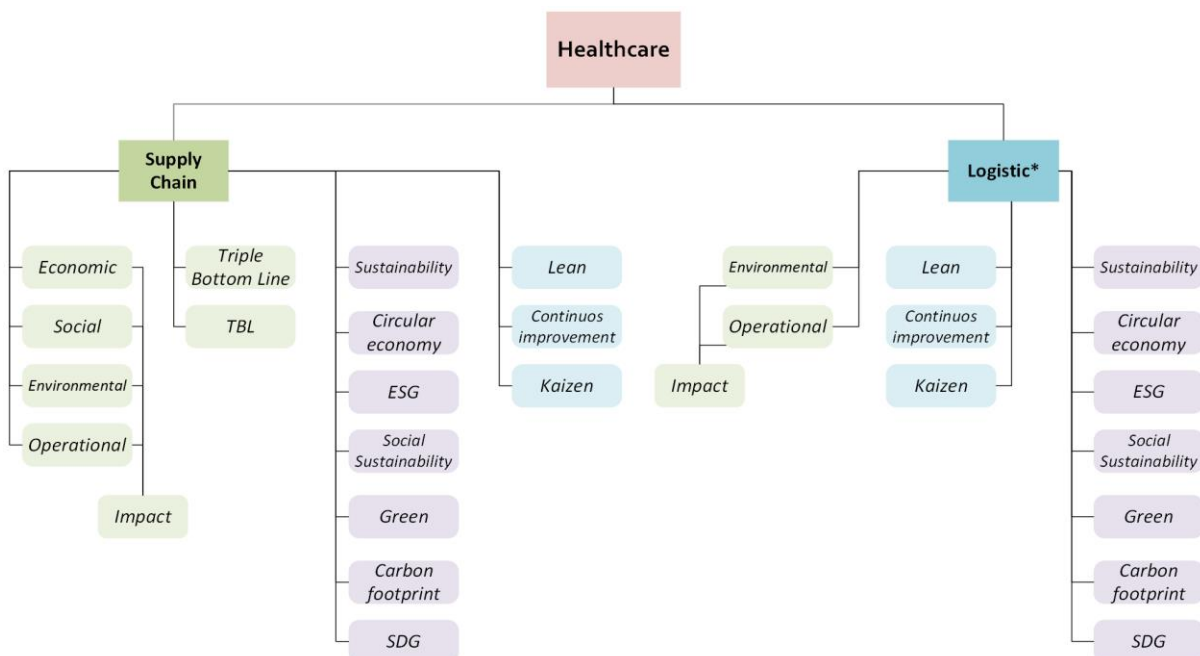 Healthcare
Supply
Chain
Logistic*
Economic
Social
Environmental
Operational
Impact
Triple
Bottom Line
TBL
Sustainability
Circular
economy
ESG
Social
Sustainability
Green
Carbon
footprint
SDG
Lean
Continuos
improvement
Kaizen
Environmental
Operational
Impact
Lean
Continuos
improvement
Kaizen
Sustainability
Circular
economy
ESG
Social
Sustainability
Green
Carbon
footprint
SDG